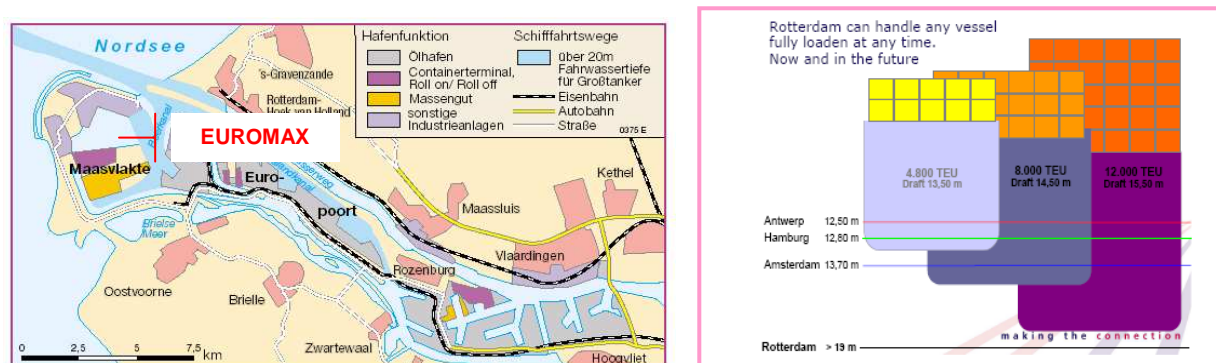 Nordsee
's-Gravenzande
Rotterdam-
Hoek van Holland
EUROMAX
Maasvlakte
Euro-
poort
Kethel
Maassluis
Vlaardingen
Rozenburg
Brielse
Meer
Oostvoorne
Brielle
Zwartewaal
Hoogvliet
0 2,5 5 7,5 km
Hafenfunktion
Ölhafen
Containerterminal,
Roll on/ Roll off
Massengut
sonstige
Industrieanlagen
Schifffahrtswege
über 20m
Fahrwassertiefe
für Großtanker
Eisenbahn
Autobahn
Straße
0375 E
Rotterdam can handle any vessel
fully loaden at any time.
Now and in the future
4.800 TEU
Draft 13,50 m
8.000 TEU
Draft 14,50 m
12.000 TEU
Draft 15,50 m
Antwerp 12,50 m
Hamburg 12,80 m
Amsterdam 13,70 m
making the connection
Rotterdam > 19 m